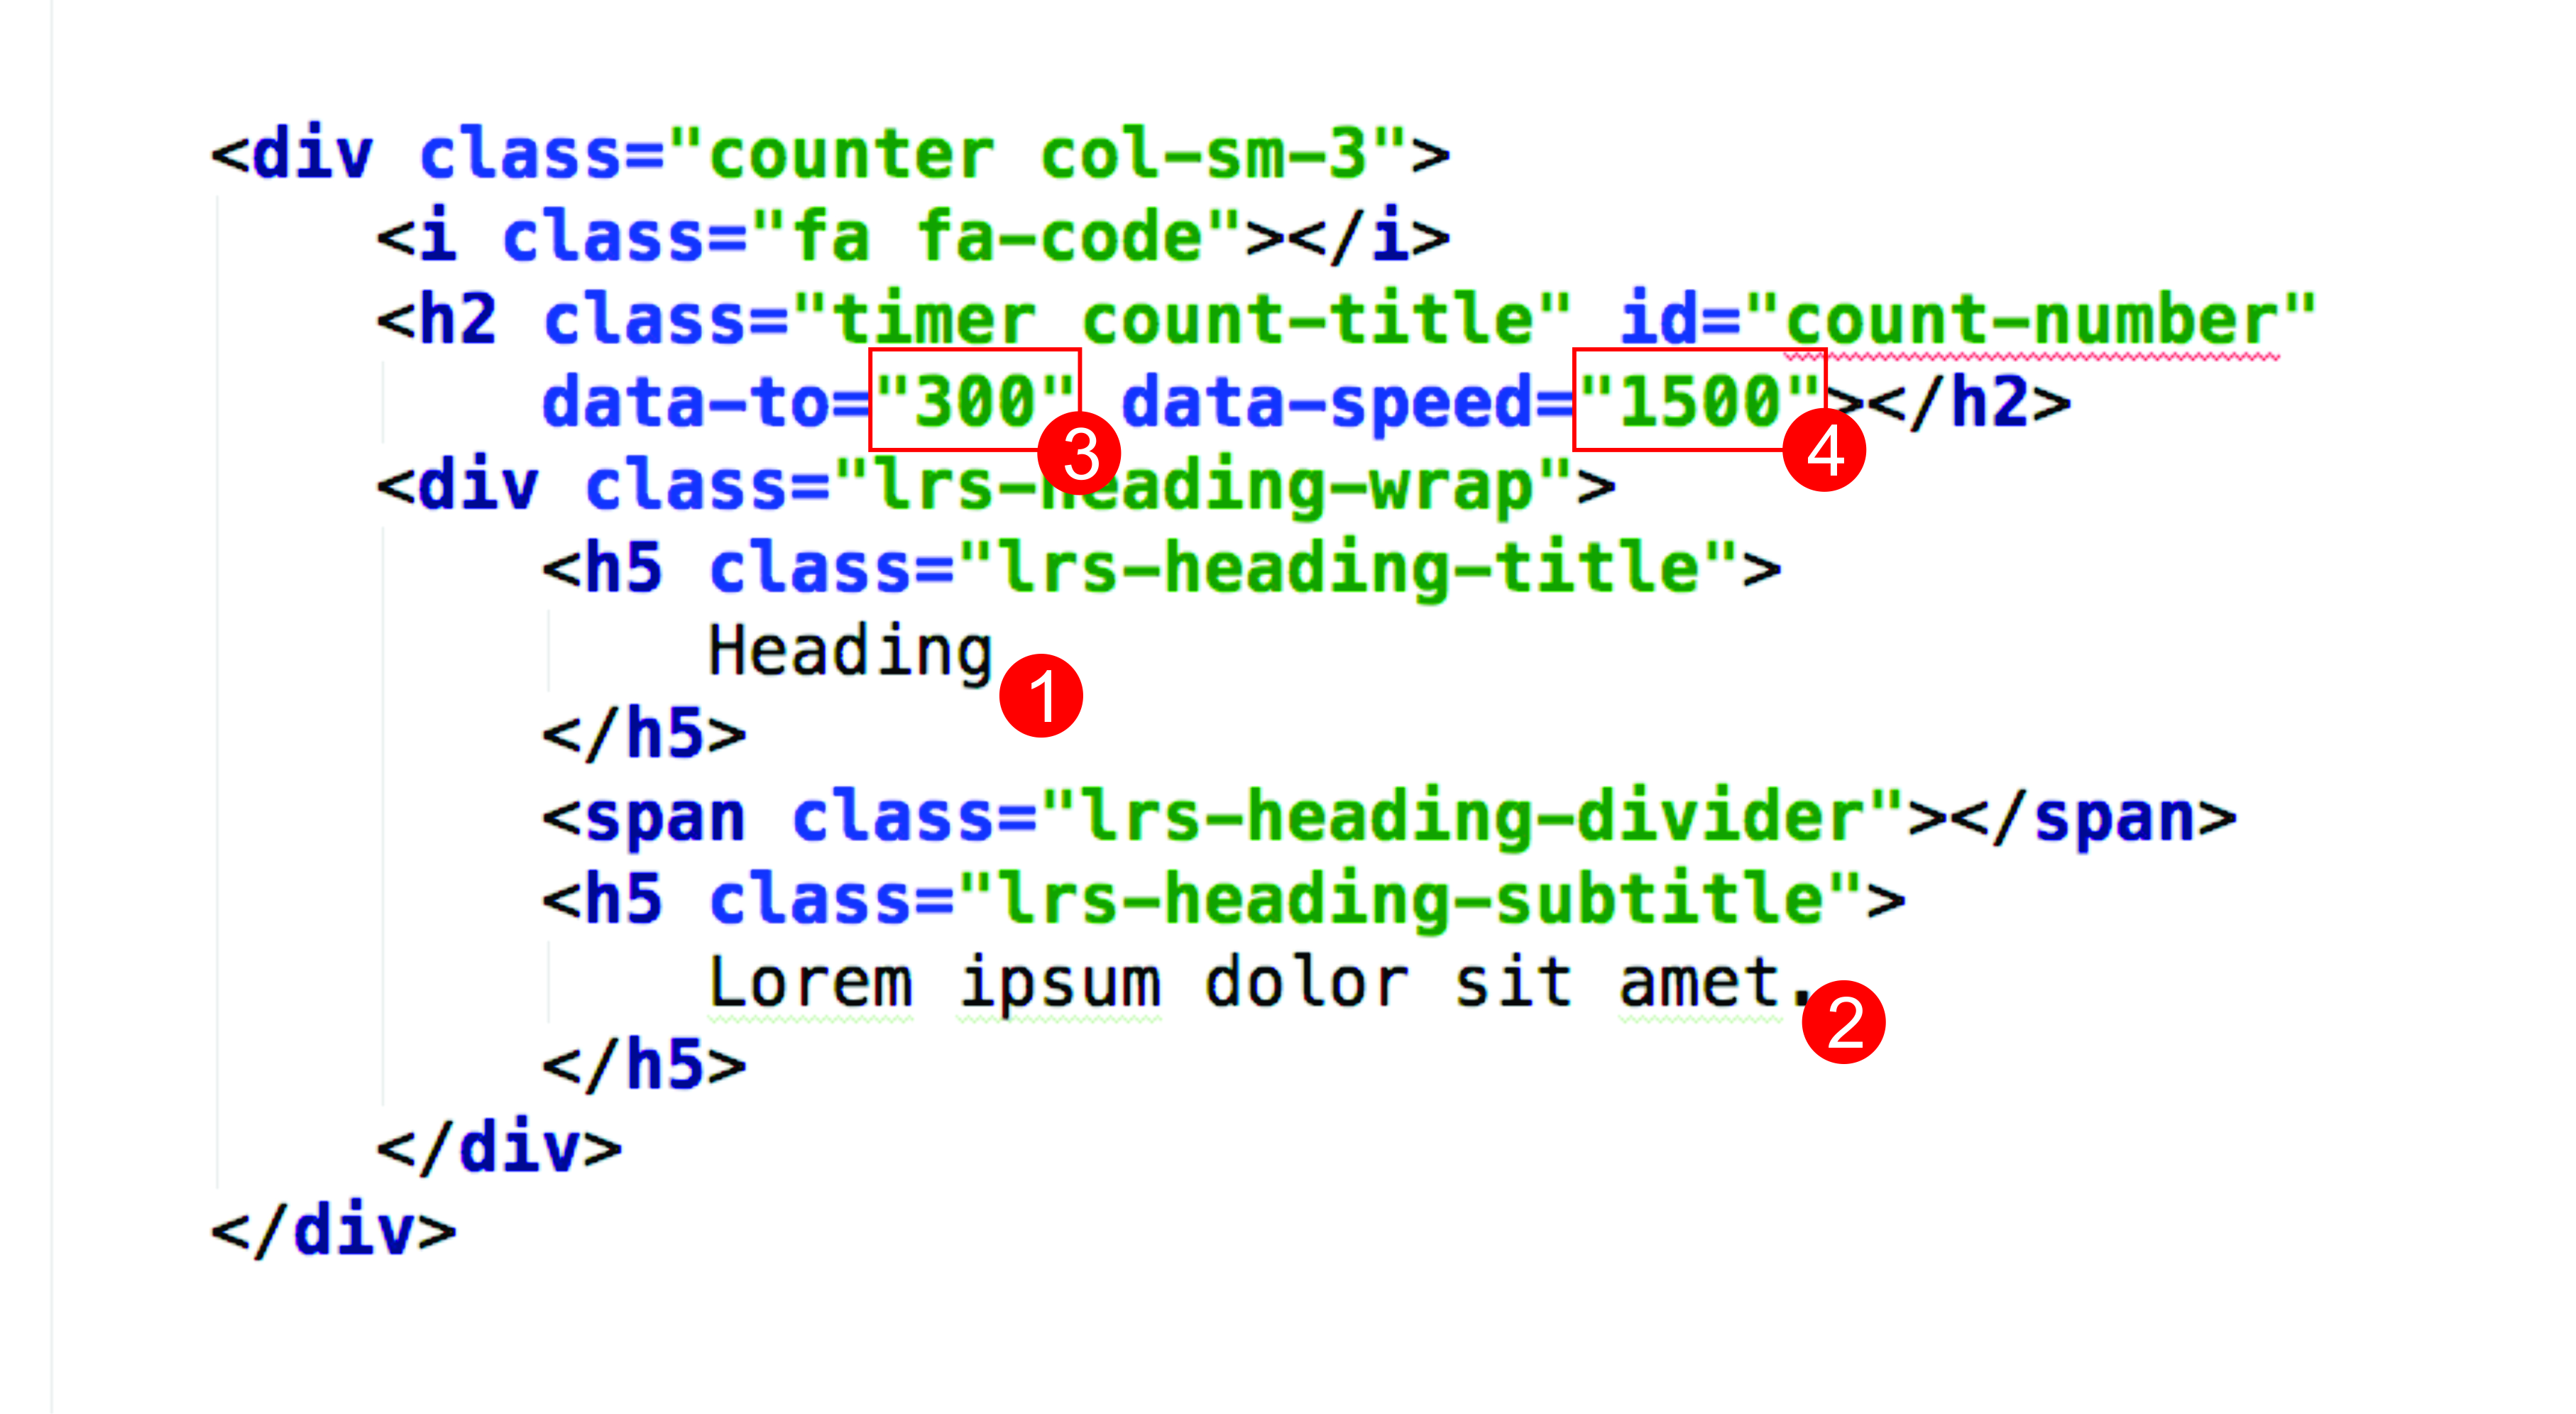 <div class="counter col-sm-3">
<i class="fa fa-code"></i>
<h2 class="timer count-title" id="count-number"
data-to="300" data-speed="1500"></h2>
3 4
<div class="lrs-heading-wrap">
<h5 class="lrs-heading-title">
Heading
1
</h5>
<span class="lrs-heading-divider"></span>
<h5 class="lrs-heading-subtitle">
Lorem ipsum dolor sit amet.
2
</h5>
</div>
</div>